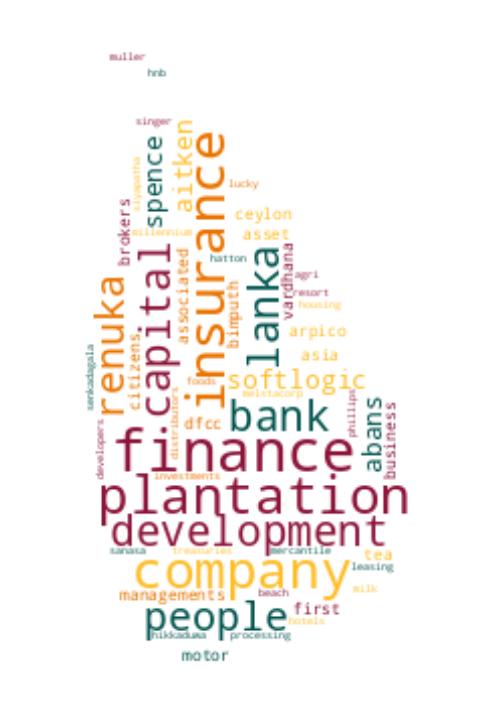 muller
hnb
singer
spence
aitken
siyapatha
insurance
lucky
brokers
ceylon
millennium
asset
capital
associated
lanka
vardhana
hatton
agri
renuka
bimputh
resort
housing
citizens
arpico
senkadagala
asia
foods
softlogic
melstacorp
distributors
dfcc
bank
phillips
abans
business
developers
finance
investments
plantation
development
sanasa
treasuries
mercantile
tea
company
leasing
managements
beach
milk
people
first
hotels
hikkaduwa
processing
motor